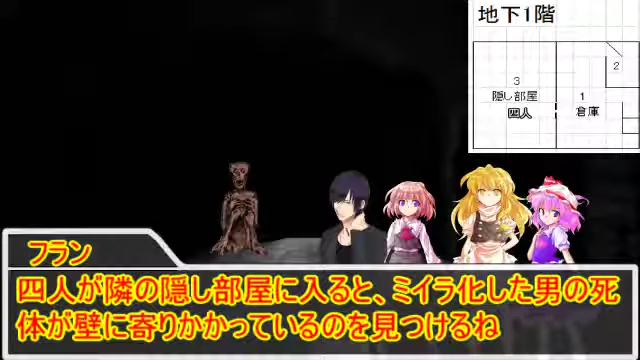 地下1階
2
3
隠し部屋
四人
1
倉庫
フラン
四人が隣の隠し部屋に入ると、ミイラ化した男の死
体が壁に寄りかかっているのを見つけるね